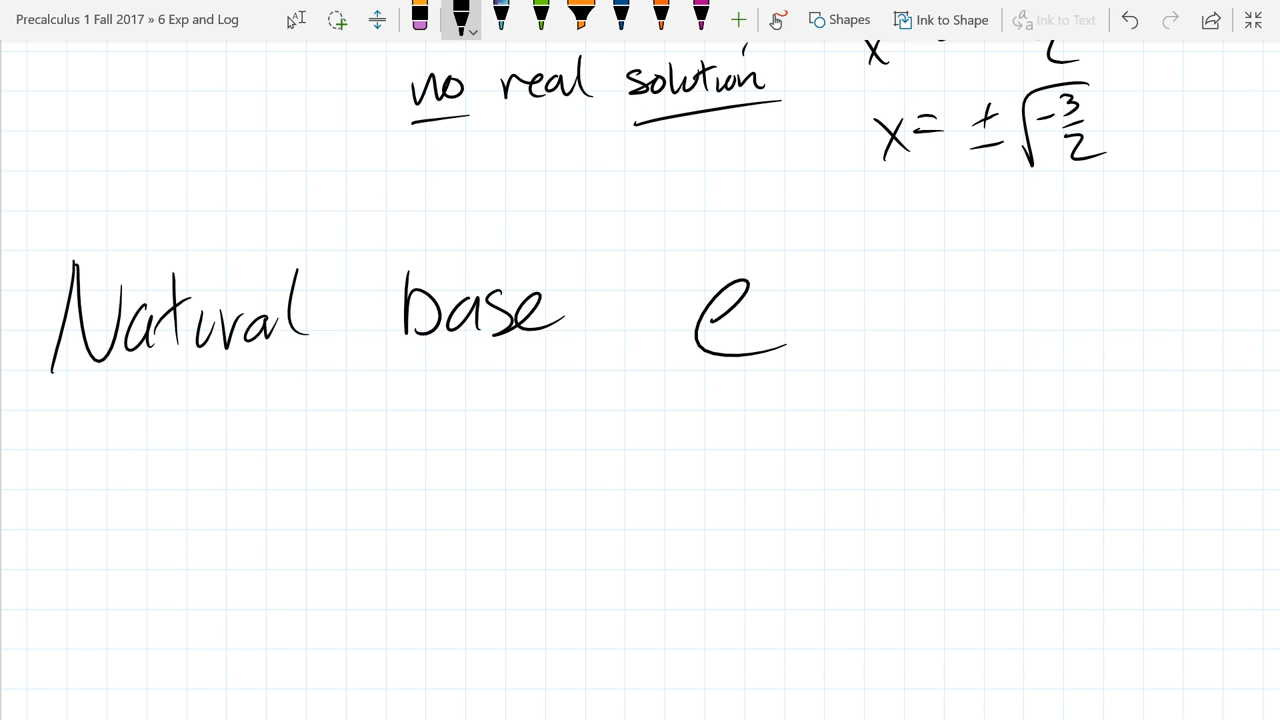 Precalculus 1 Fall 2017 » 6 Exp and Log
Shapes
Ink to Shape
Ink to Text
no real solution
x = ± √-3/2
Natural base e